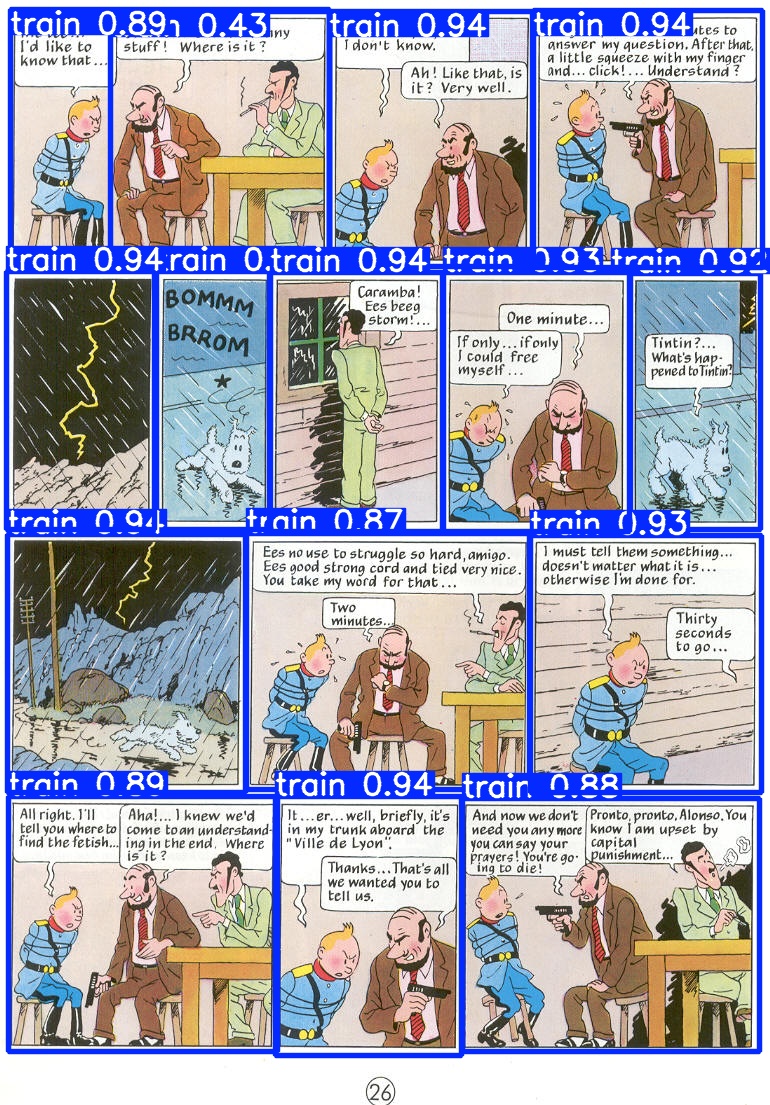 train 0.89
0.43
train 0.94
train 0.94
I'd like to
know that...
stuff! Where is it?
I don't know.
Ah! Like that, is
it? Very well.
answer my question. After that,
a little squeeze with my finger
and... click!... Understand?
train 0.94
train 0.94
0.93
train 0.92
BOMMM
BRROM
Caramba!
Ees beeg
storm!...
One minute...
If only... if only
I could free
myself...
Tintin?...
What's hap-
pened to Tintin?
train 0.94
train 0.87
train 0.93
Ees no use to struggle so hard, amigo.
Ees good strong cord and tied very nice.
You take my word for that...
Two
minutes...
I must tell them something...
doesn't matter what it is...
otherwise I'm done for.
Thirty
seconds
to go...
train 0.89
train 0.94
train 0.88
All right. I'll
tell you where to
find the fetish...
Aha!... I knew we'd
come to an understand-
ing in the end. Where
is it?
It...er...well, briefly, it's
in my trunk aboard the
"Ville de Lyon".
Thanks...That's all
we wanted you to
tell us.
And now we don't
need you any more
you can say your
prayers! You're go-
ing to die!
Pronto, pronto, Alonso. You
know I am upset by
capital
punishment...
26